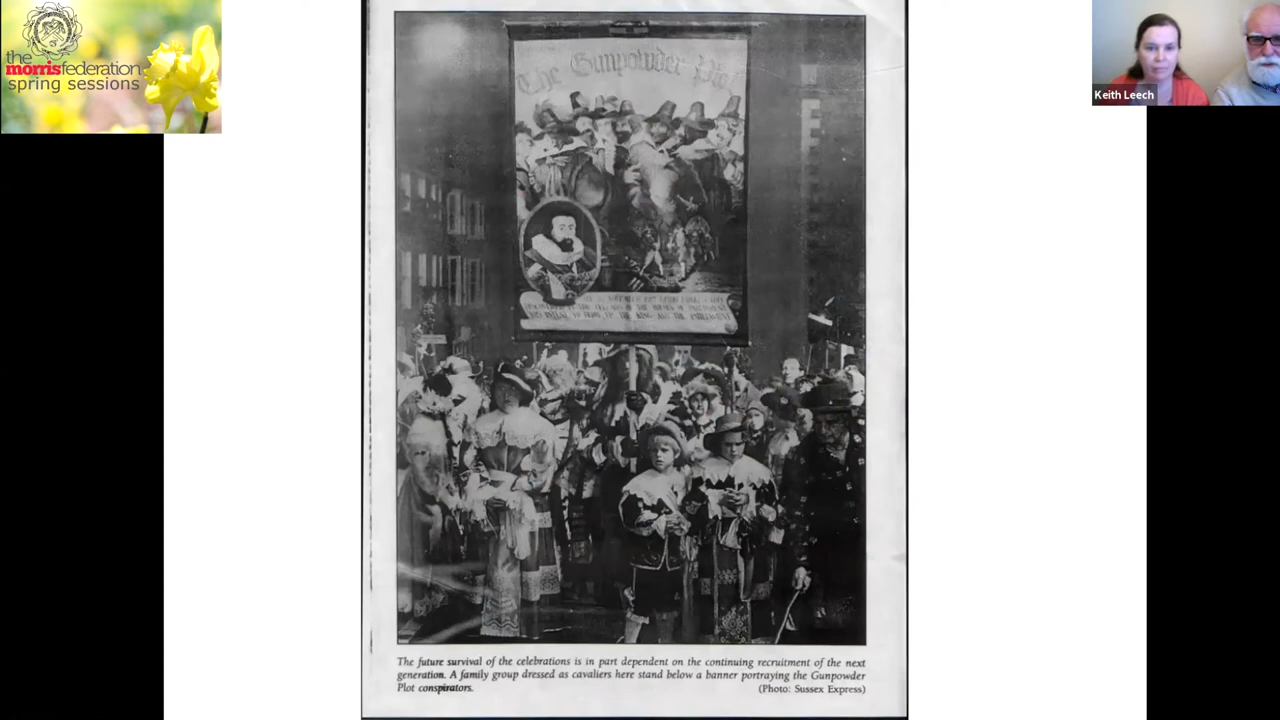 the
morrisfederation
spring sessions
Keith Leech
The Gunpowder Plot
The future survival of the celebrations is in part dependent on the continuing recruitment of the next
generation. A family group dressed as cavaliers here stand below a banner portraying the Gunpowder
Plot conspirators. (Photo: Sussex Express)